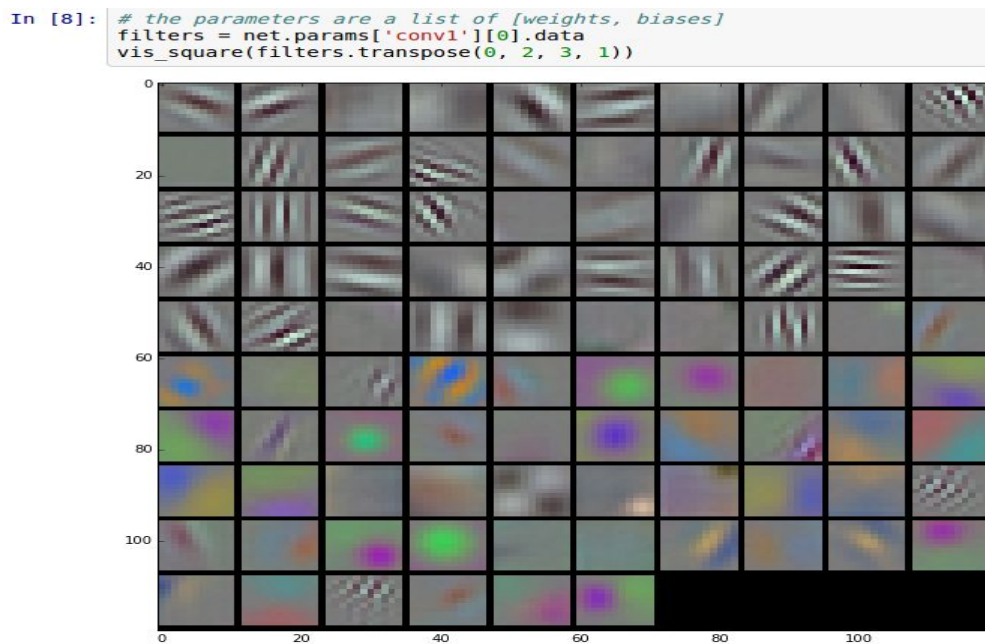 In [8]: # the parameters are a list of [weights, biases]
filters = net.params['conv1'][0].data
vis_square(filters.transpose(0, 2, 3, 1))
0
20
40
60
80
100
0 20 40 60 80 100